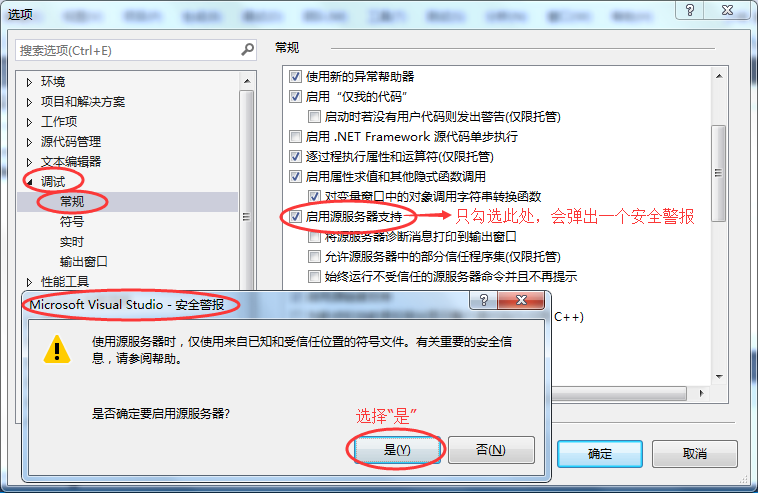 选项
搜索选项(Ctrl+E)
环境
项目和解决方案
工作项
源代码管理
文本编辑器
调试
常规
符号
实时
输出窗口
性能工具
常规
使用新的异常帮助器
启用“仅我的代码”
启动时若没有用户代码则发出警告(仅限托管)
启用 .NET Framework 源代码单步执行
逐过程执行属性和运算符(仅限托管)
启用属性求值和其他隐式函数调用
对变量窗口中的对象调用字符串转换函数
启用源服务器支持
只勾选此处，会弹出一个安全警报
将源服务器诊断消息打印到输出窗口
允许源服务器中的部分信任程序集(仅限托管)
始终运行不受信任的源服务器命令并且不再提示
C++)
Microsoft Visual Studio - 安全警报
使用源服务器时，仅使用来自已知和受信任位置的符号文件。有关重要的安全信
息，请参阅帮助。
是否确定要启用源服务器?
选择“是”
是(Y)
否(N)
确定
取消